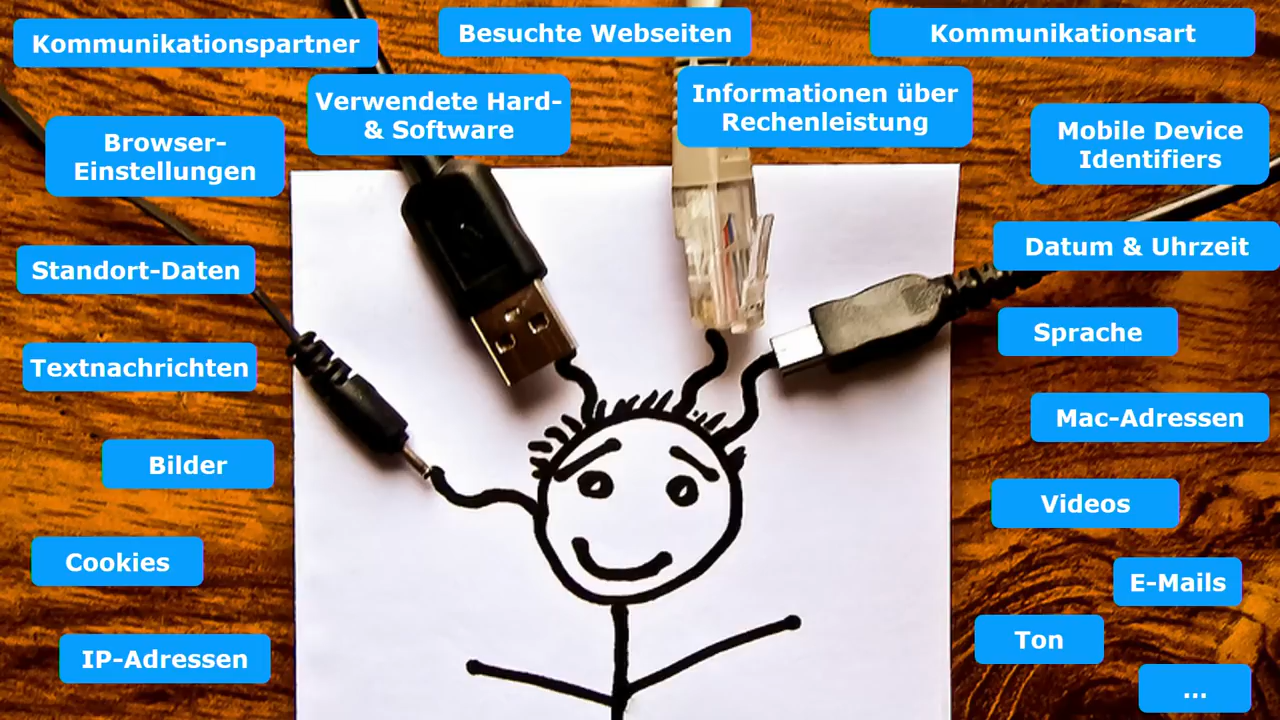 Kommunikationspartner
Besuchte Webseiten
Kommunikationsart
Verwendete Hard-
& Software
Informationen über
Rechenleistung
Browser-
Einstellungen
Mobile Device
Identifiers
Datum & Uhrzeit
Standort-Daten
Sprache
Textnachrichten
Mac-Adressen
Bilder
Videos
Cookies
E-Mails
Ton
IP-Adressen
...